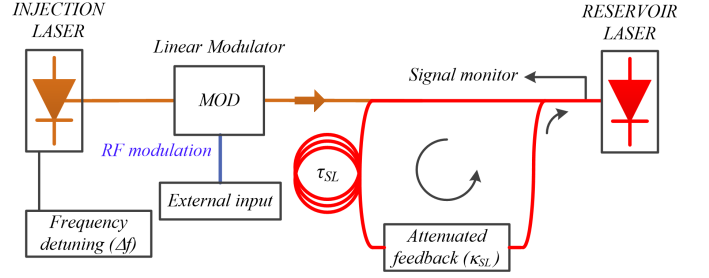 INJECTION
LASER
RESERVOIR
LASER
Linear Modulator
Signal monitor
MOD
RF modulation
τSL
External input
Frequency
detuning (Δf)
Attenuated
feedback (κSL)